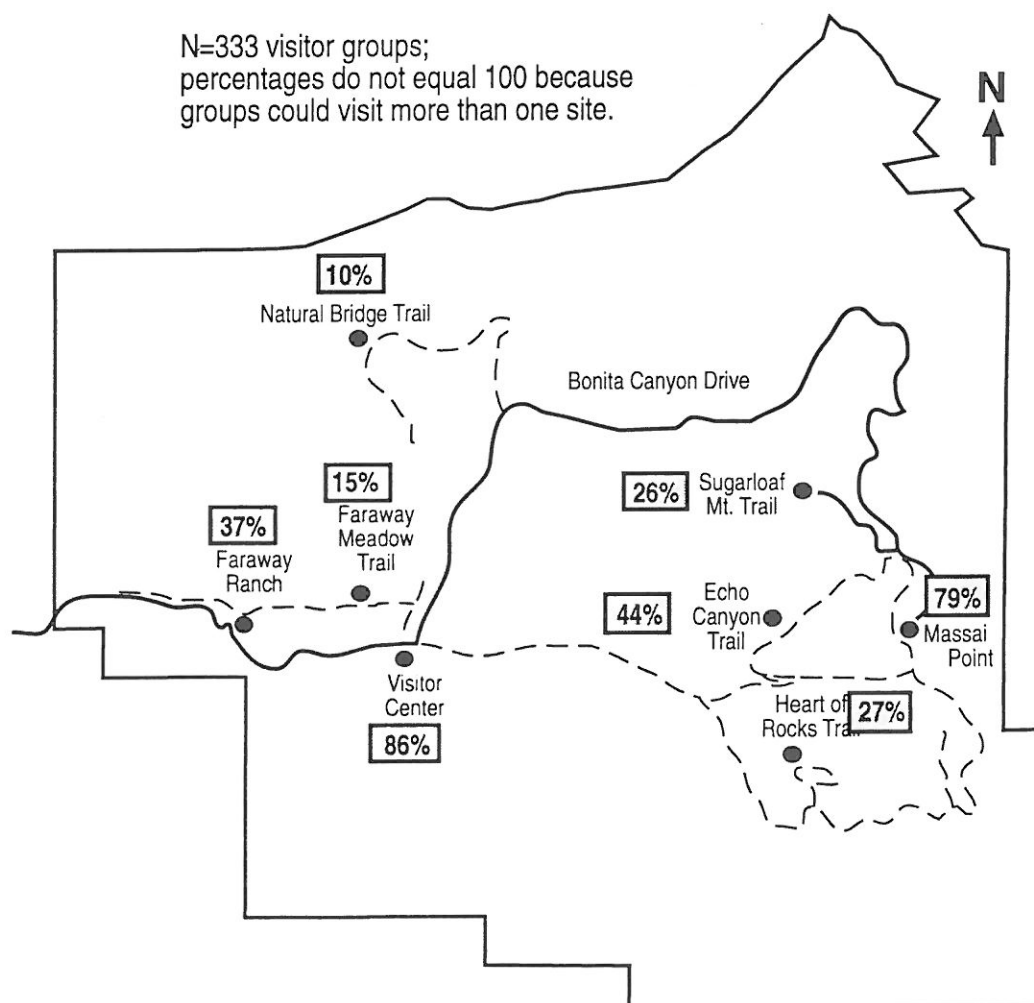 N=333 visitor groups;
percentages do not equal 100 because
groups could visit more than one site.
N
10%
Natural Bridge Trail
Bonita Canyon Drive
15%
Faraway
Meadow
Trail
37%
Faraway
Ranch
26%
Sugarloaf
Mt. Trail
44%
Echo
Canyon
Trail
79%
Massai
Point
Visitor
Center
86%
Heart of
Rocks Trail
27%